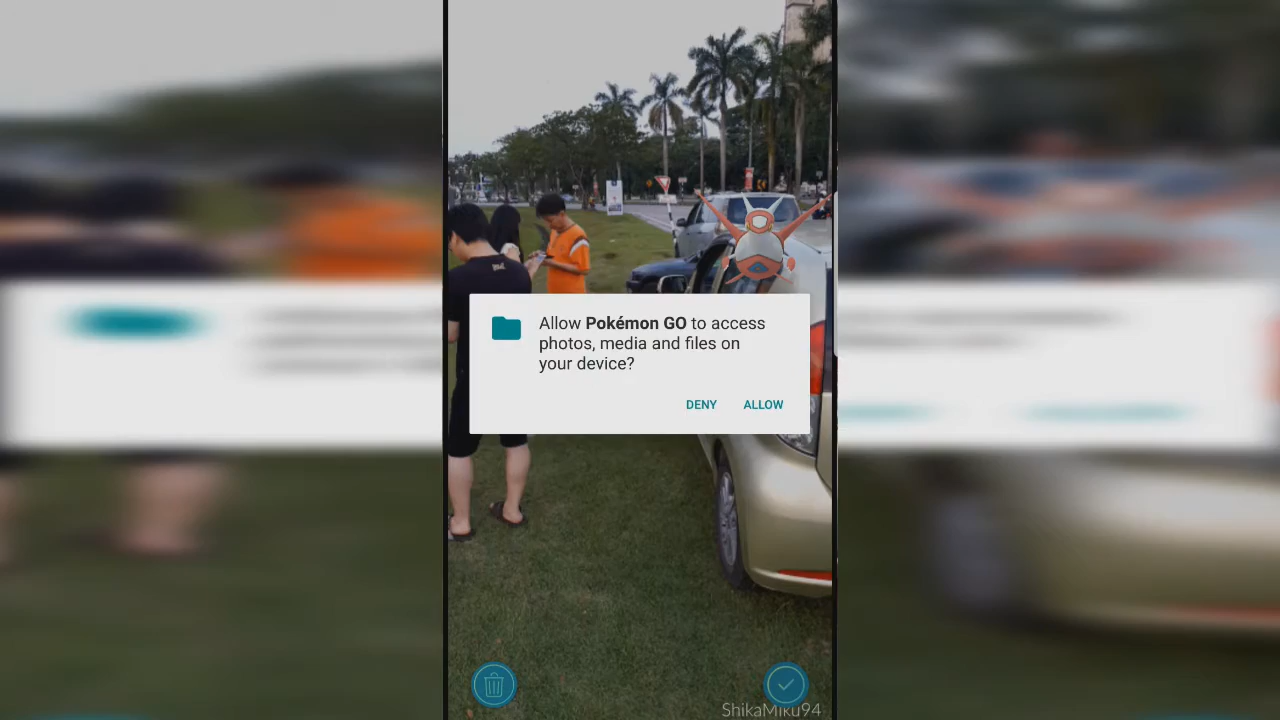 Allow Pokémon GO to access
photos, media and files on
your device?
DENY
ALLOW
ShikaMiku94